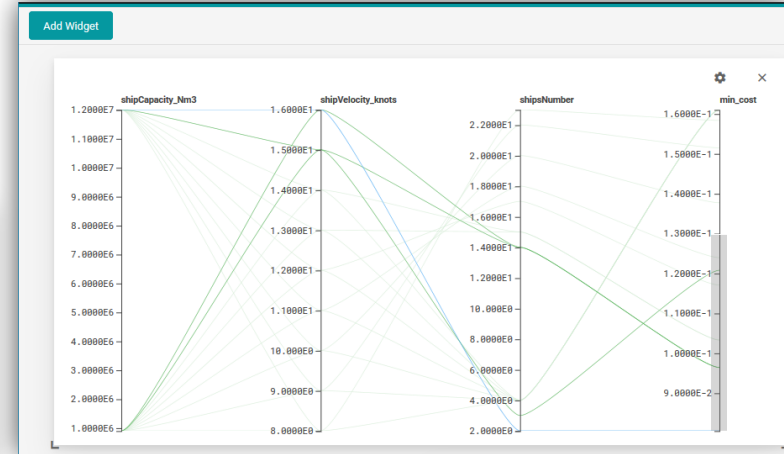 Add Widget
shipCapacity_Nm3 shipVelocity_knots shipsNumber min_cost
1.2000E7
1.1000E7
1.0000E7
9.0000E6
8.0000E6
7.0000E6
6.0000E6
5.0000E6
4.0000E6
3.0000E6
2.0000E6
1.0000E6
1.6000E1
1.5000E1
1.4000E1
1.3000E1
1.2000E1
1.1000E1
10.000E0
9.0000E0
8.0000E0
2.2000E1
2.0000E1
1.8000E1
1.6000E1
1.4000E1
1.2000E1
10.000E0
8.0000E0
6.0000E0
4.0000E0
2.0000E0
1.6000E-1
1.5000E-1
1.4000E-1
1.3000E-1
1.2000E-1
1.1000E-1
1.0000E-1
9.0000E-2